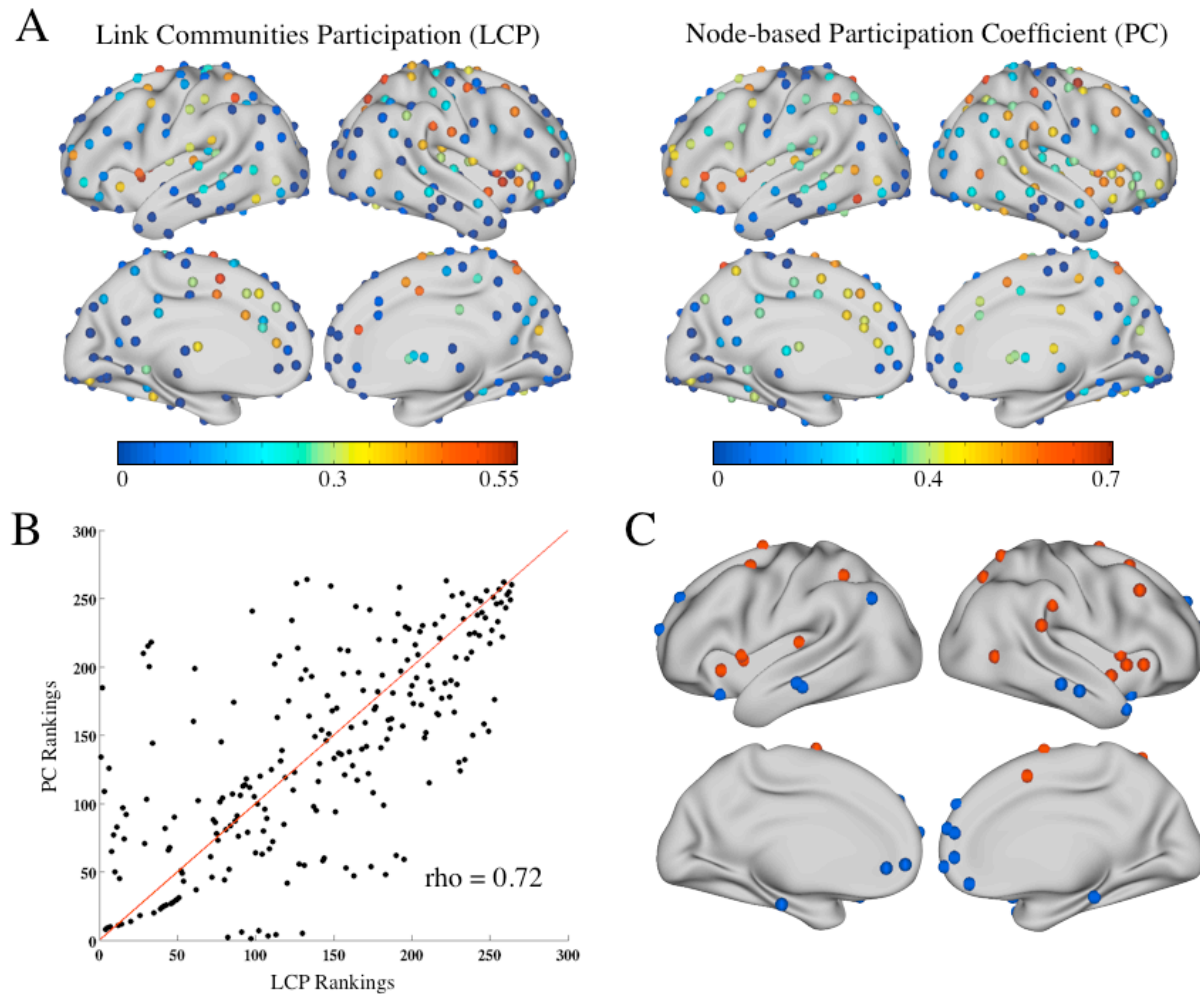 A
Link Communities Participation (LCP)
Node-based Participation Coefficient (PC)
0 0.3 0.55
0 0.4 0.7
B
C
PC Rankings
300
250
200
150
100
50
0
rho = 0.72
0 50 100 150 200 250 300
LCP Rankings